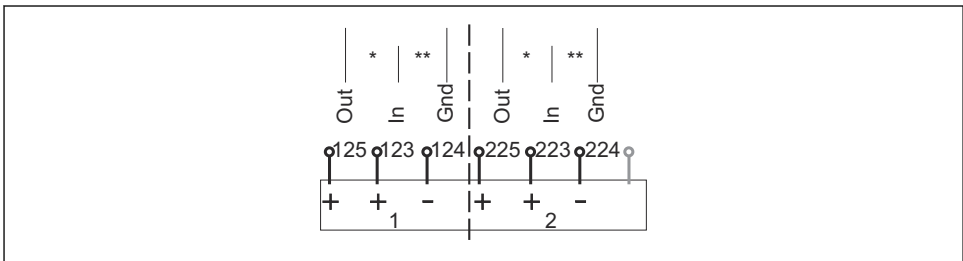 * ** * **
Out In Gnd Out In Gnd
125 123 124 225 223 224
+ + - + + -
1 2